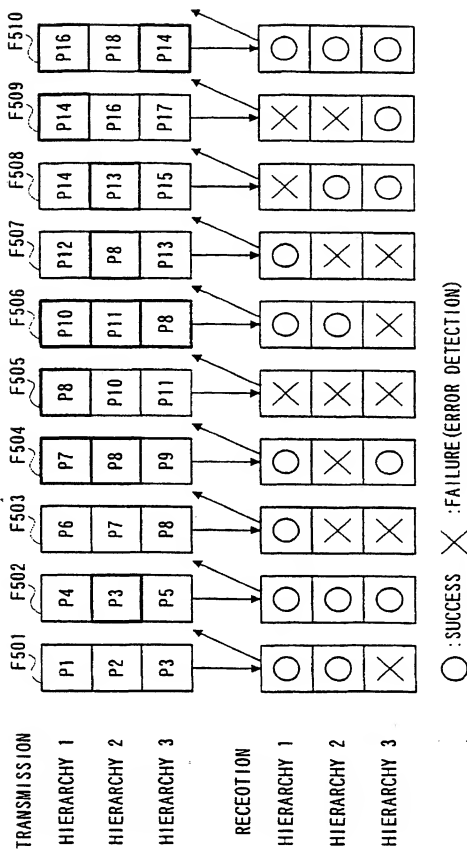 F501 F502 F503 F504 F505 F506 F507 F508 F509 F510
TRANSMISSION
HIERARCHY 1 P1 P4 P6 P7 P8 P10 P12 P14 P14 P16
HIERARCHY 2 P2 P3 P7 P8 P10 P11 P8 P13 P16 P18
HIERARCHY 3 P3 P5 P8 P9 P11 P8 P13 P15 P17 P14
RECEOTION
HIERARCHY 1
HIERARCHY 2
HIERARCHY 3
:SUCCESS :FAILURE(ERROR DETECTION)